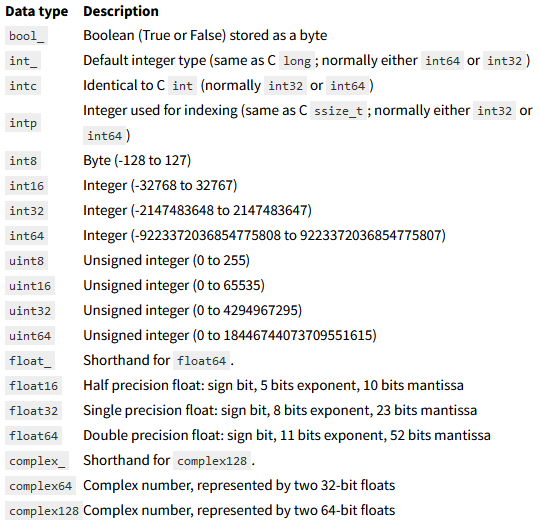 Data type Description
bool_ Boolean (True or False) stored as a byte
int_ Default integer type (same as C long; normally either int64 or int32)
intc Identical to C int (normally int32 or int64)
intp Integer used for indexing (same as C ssize_t; normally either int32 or
int64)
int8 Byte (-128 to 127)
int16 Integer (-32768 to 32767)
int32 Integer (-2147483648 to 2147483647)
int64 Integer (-9223372036854775808 to 9223372036854775807)
uint8 Unsigned integer (0 to 255)
uint16 Unsigned integer (0 to 65535)
uint32 Unsigned integer (0 to 4294967295)
uint64 Unsigned integer (0 to 18446744073709551615)
float_ Shorthand for float64.
float16 Half precision float: sign bit, 5 bits exponent, 10 bits mantissa
float32 Single precision float: sign bit, 8 bits exponent, 23 bits mantissa
float64 Double precision float: sign bit, 11 bits exponent, 52 bits mantissa
complex_ Shorthand for complex128.
complex64 Complex number, represented by two 32-bit floats
complex128 Complex number, represented by two 64-bit floats